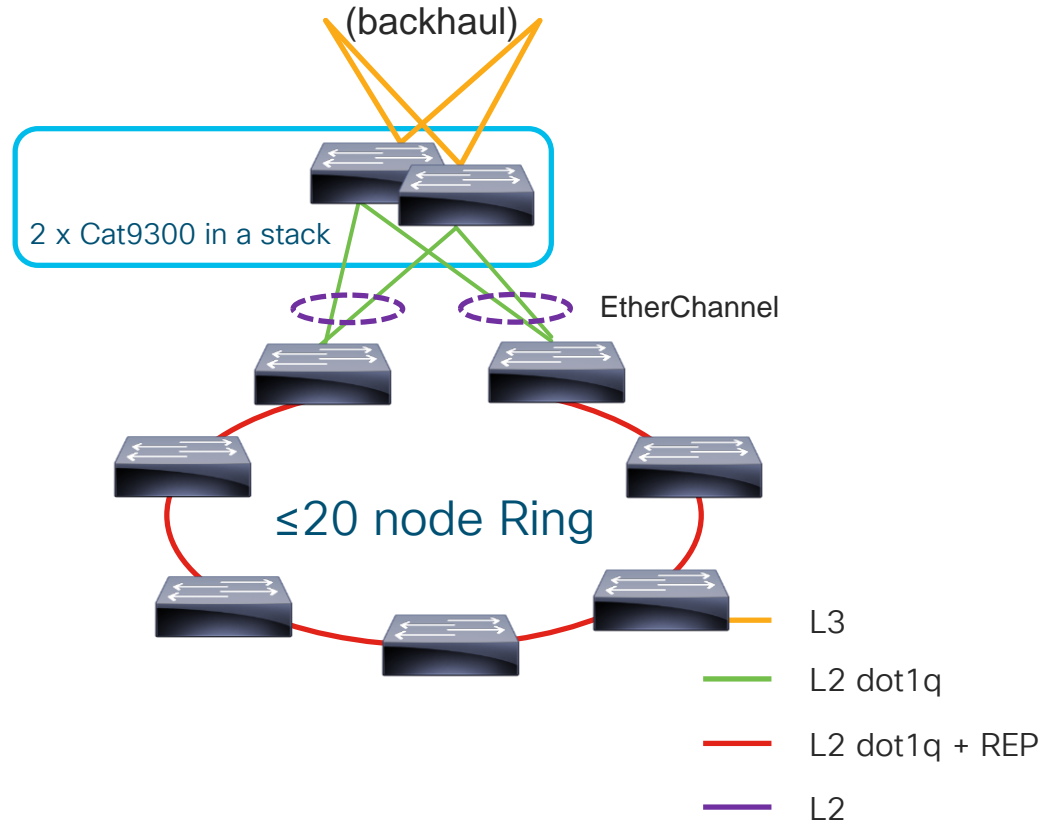 (backhaul)
2 x Cat9300 in a stack
EtherChannel
≤20 node Ring
L3
L2 dot1q
L2 dot1q + REP
L2